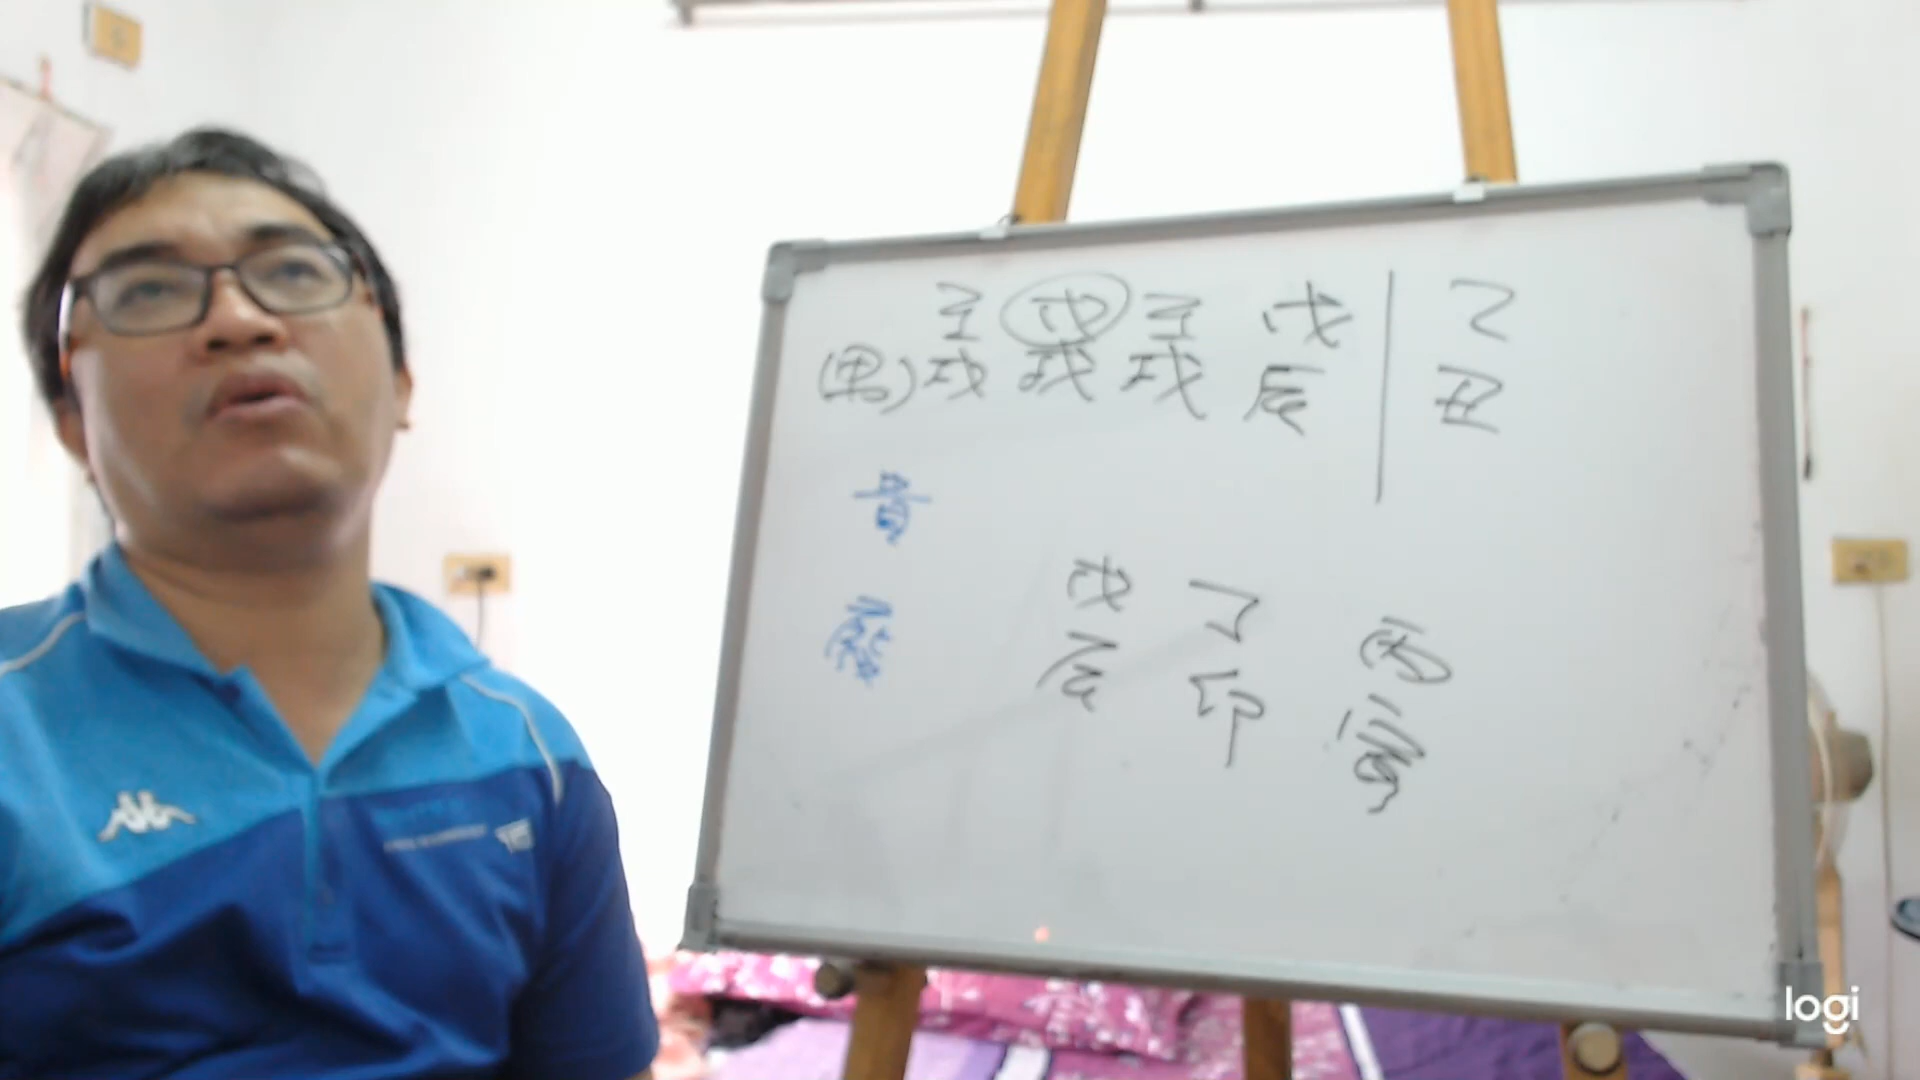 壬 戊 壬 戊 乙
(男) 戌 戌 戌 辰 丑
戊 丁 丙
辰 卯 寅
logi